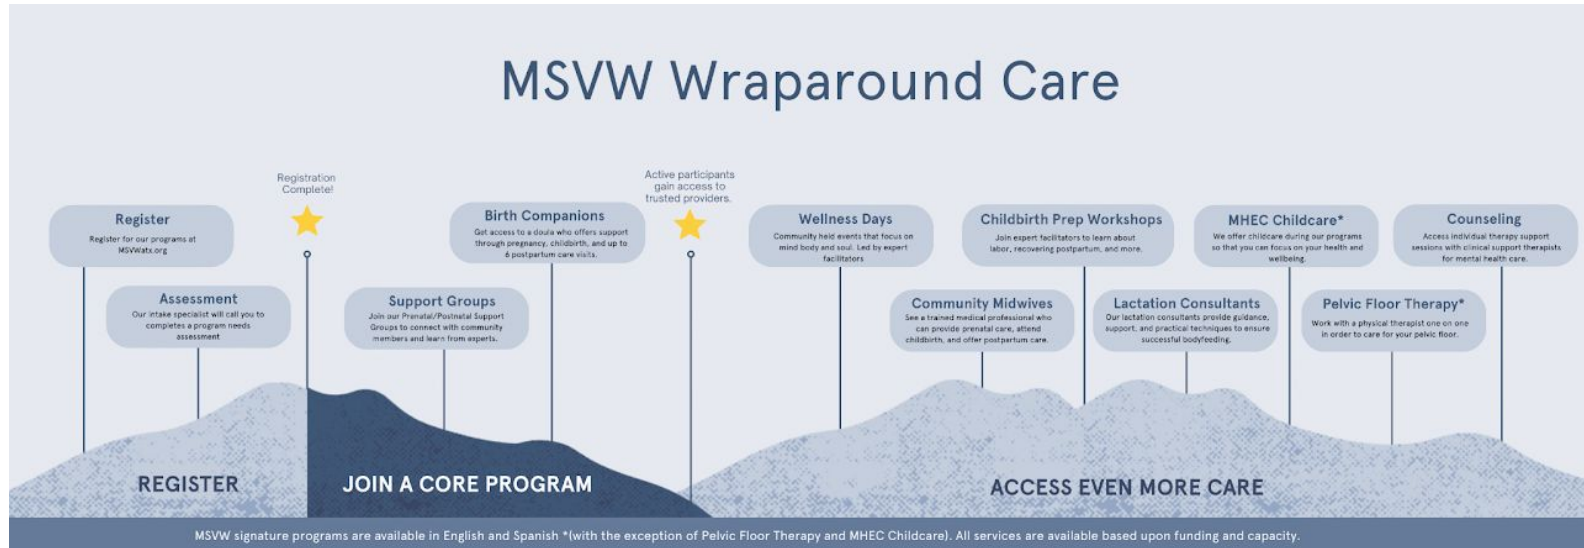 MSVW Wraparound Care
Register
Register for our programs at
MSVWatx.org
Assessment
Our intake specialist will call you to
completes a program needs
assessment
Registration
Complete!
Support Groups
Join our Prenatal/Postnatal Support
Groups to connect with community
members and learn from experts.
Birth Companions
Get access to a doula who offers support
through pregnancy, childbirth, and up to
6 postpartum care visits.
Active participants
gain access to
trusted providers.
Wellness Days
Community held events that focus on
mind body and soul. Led by expert
facilitators
Community Midwives
See a trained medical professional who
can provide prenatal care, attend
childbirth, and offer postpartum care.
Childbirth Prep Workshops
Join expert facilitators to learn about
labor, recovering postpartum, and more.
Lactation Consultants
Our lactation consultants provide guidance,
support, and practical techniques to ensure
successful bodyfeeding.
MHEC Childcare*
We offer childcare during our programs
so that you can focus on your health and
wellbeing.
Pelvic Floor Therapy*
Work with a physical therapist one on one
in order to care for your pelvic floor.
Counseling
Access individual therapy support
sessions with clinical support therapists
for mental health care.
REGISTER
JOIN A CORE PROGRAM
ACCESS EVEN MORE CARE
MSVW signature programs are available in English and Spanish *(with the exception of Pelvic Floor Therapy and MHEC Childcare). All services are available based upon funding and capacity.